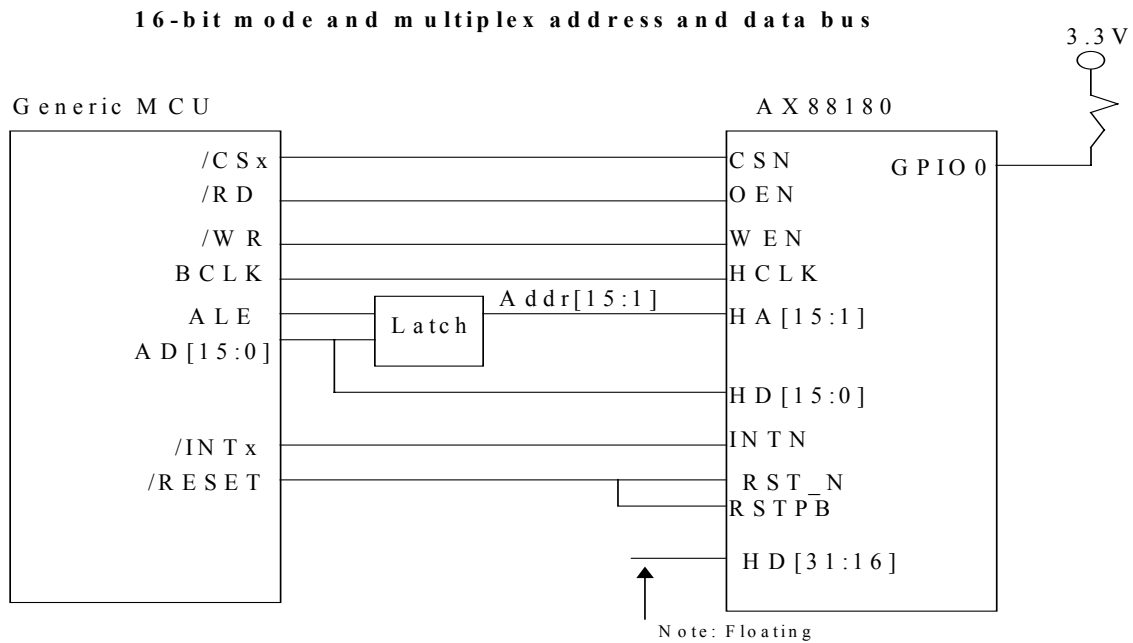 16-bit mode and multiplex address and data bus
3.3V
Generic MCU
AX88180
/CSx
CSN
GPIO0
/RD
OEN
/WR
WEN
BCLK
HCLK
Addr[15:1]
ALE
Latch
HA[15:1]
AD[15:0]
HD[15:0]
/INTx
INTN
/RESET
RST_N
RSTPB
HD[31:16]
Note: Floating